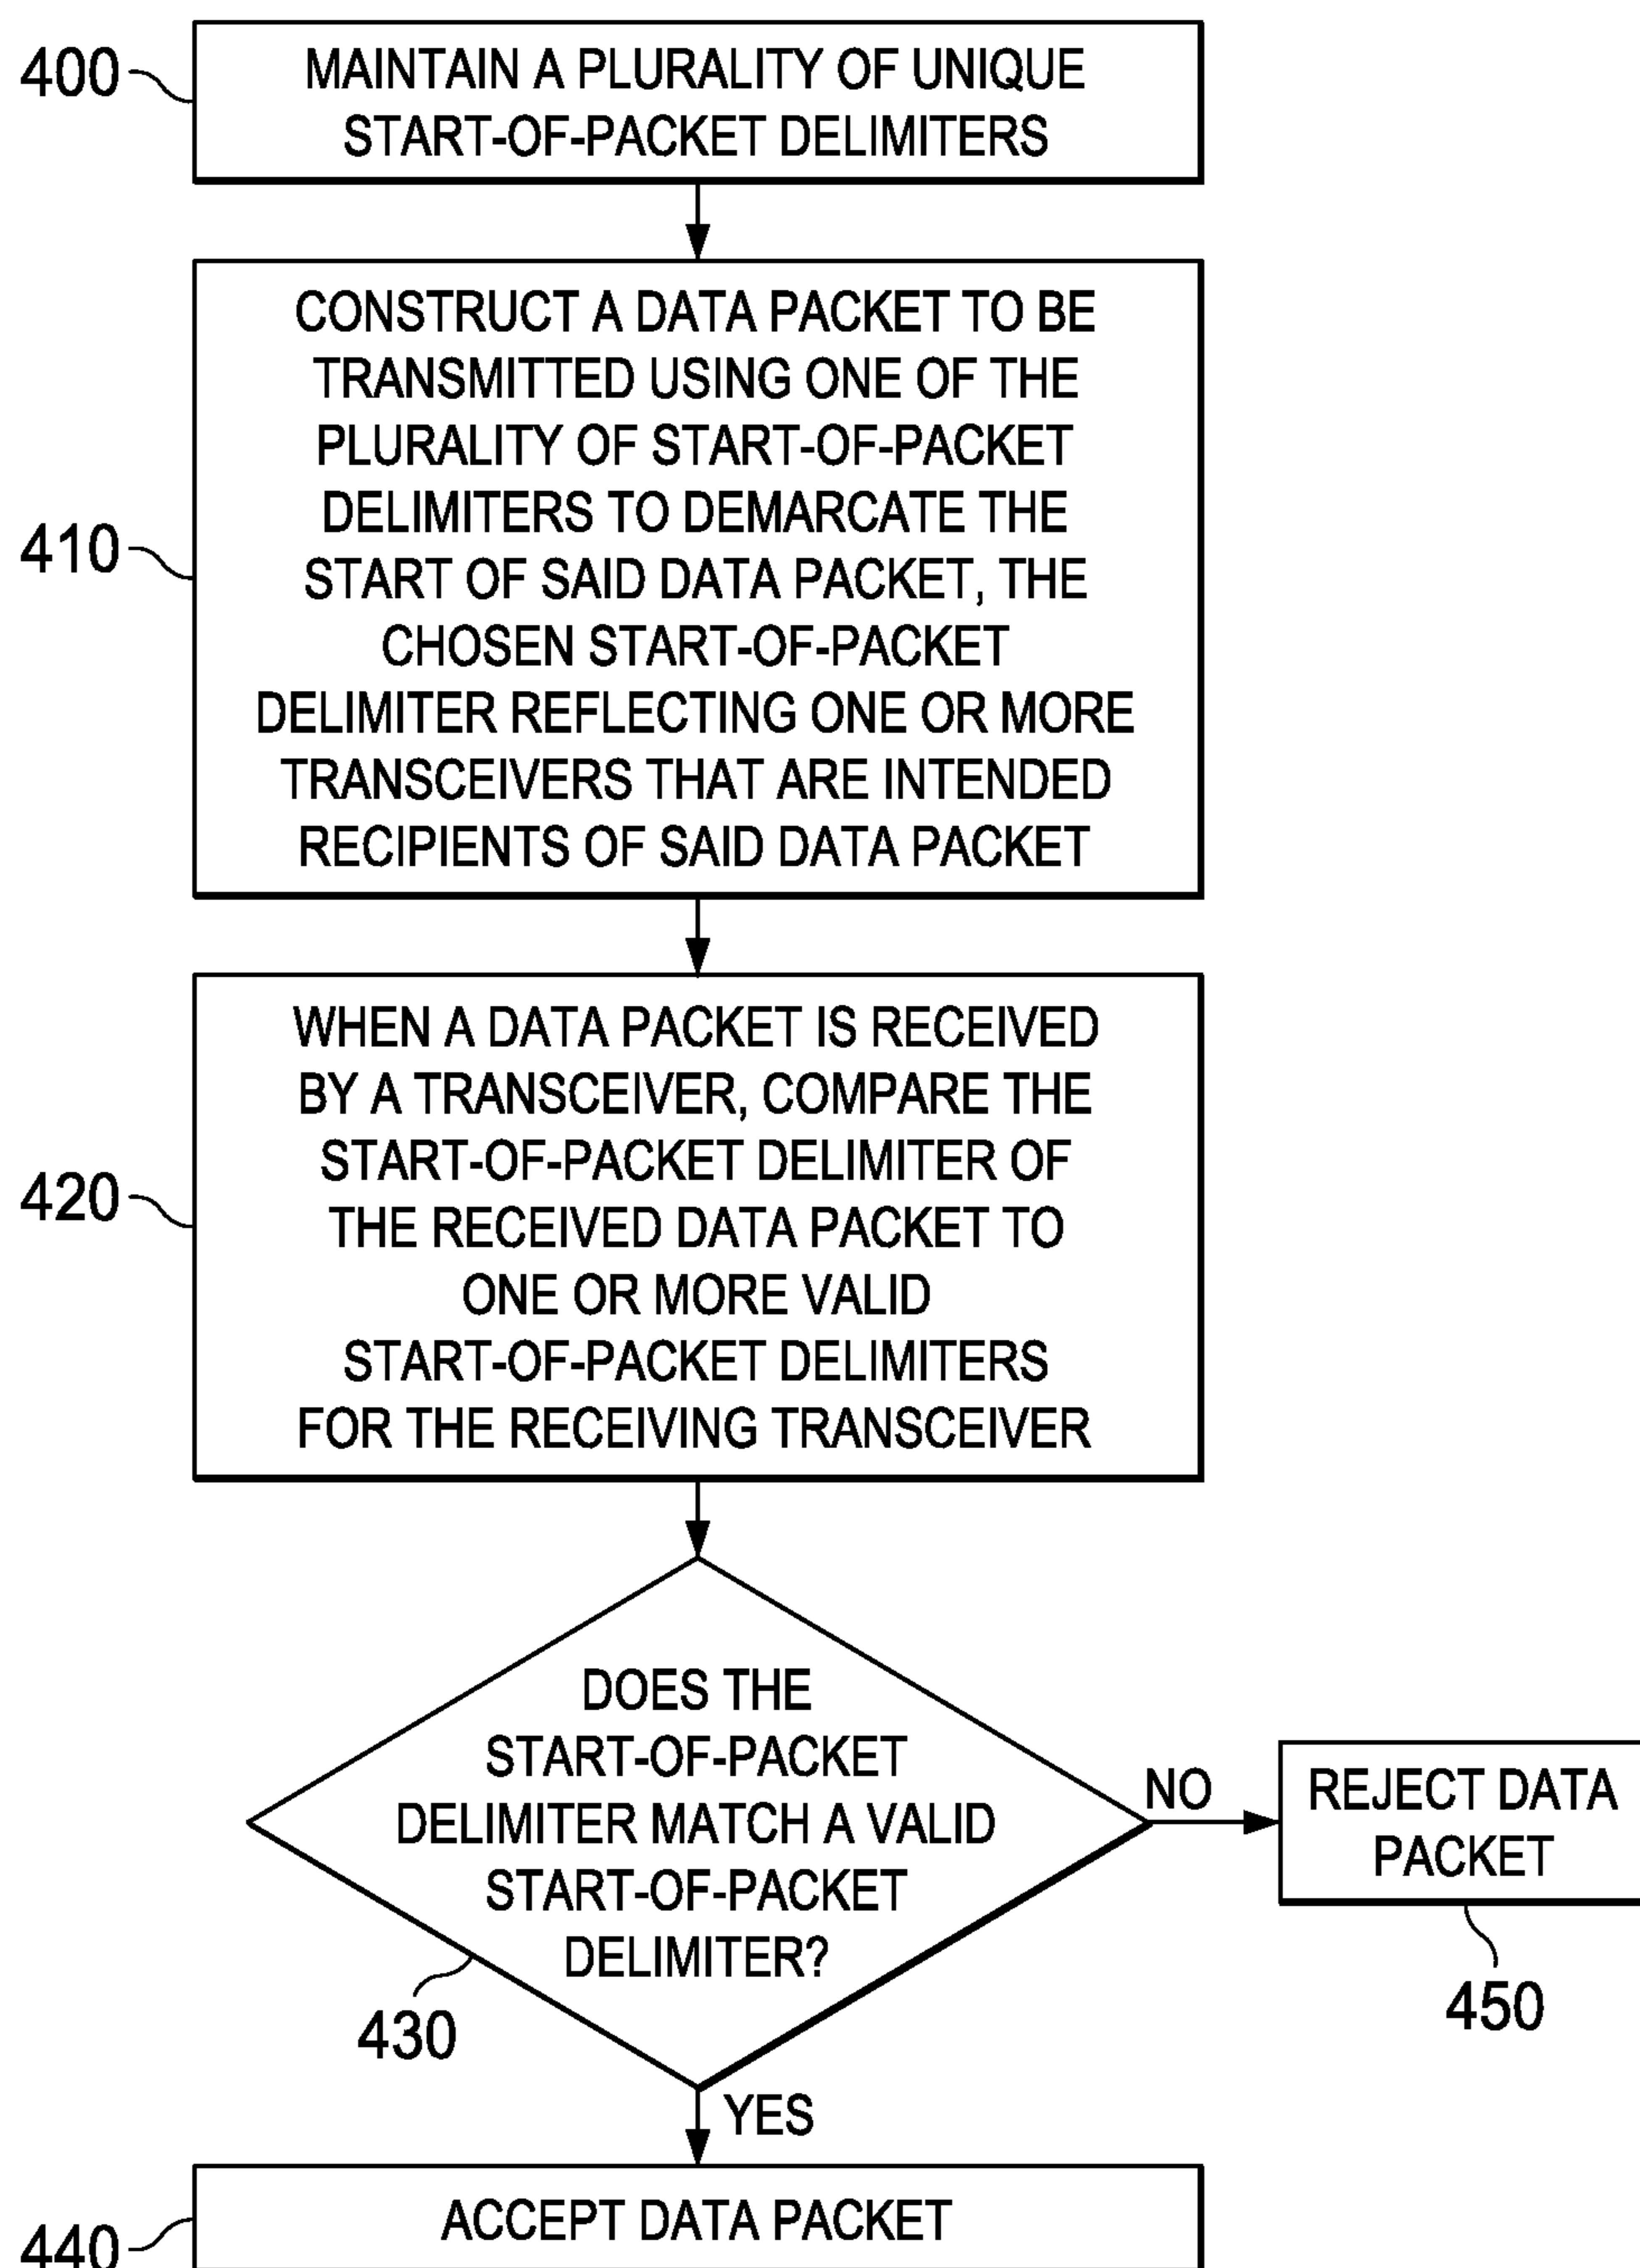 400
MAINTAIN A PLURALITY OF UNIQUE
START-OF-PACKET DELIMITERS
410
CONSTRUCT A DATA PACKET TO BE
TRANSMITTED USING ONE OF THE
PLURALITY OF START-OF-PACKET
DELIMITERS TO DEMARCATE THE
START OF SAID DATA PACKET, THE
CHOSEN START-OF-PACKET
DELIMITER REFLECTING ONE OR MORE
TRANSCEIVERS THAT ARE INTENDED
RECIPIENTS OF SAID DATA PACKET
420
WHEN A DATA PACKET IS RECEIVED
BY A TRANSCEIVER, COMPARE THE
START-OF-PACKET DELIMITER OF
THE RECEIVED DATA PACKET TO
ONE OR MORE VALID
START-OF-PACKET DELIMITERS
FOR THE RECEIVING TRANSCEIVER
DOES THE
START-OF-PACKET
DELIMITER MATCH A VALID
START-OF-PACKET
DELIMITER?
430
NO
REJECT DATA
PACKET
450
YES
440
ACCEPT DATA PACKET